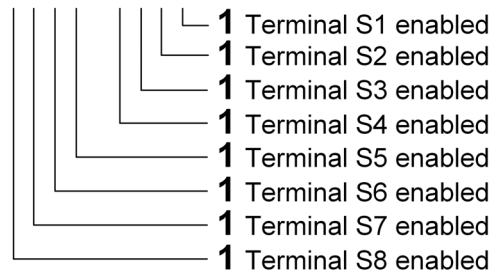 1 Terminal S1 enabled
1 Terminal S2 enabled
1 Terminal S3 enabled
1 Terminal S4 enabled
1 Terminal S5 enabled
1 Terminal S6 enabled
1 Terminal S7 enabled
1 Terminal S8 enabled